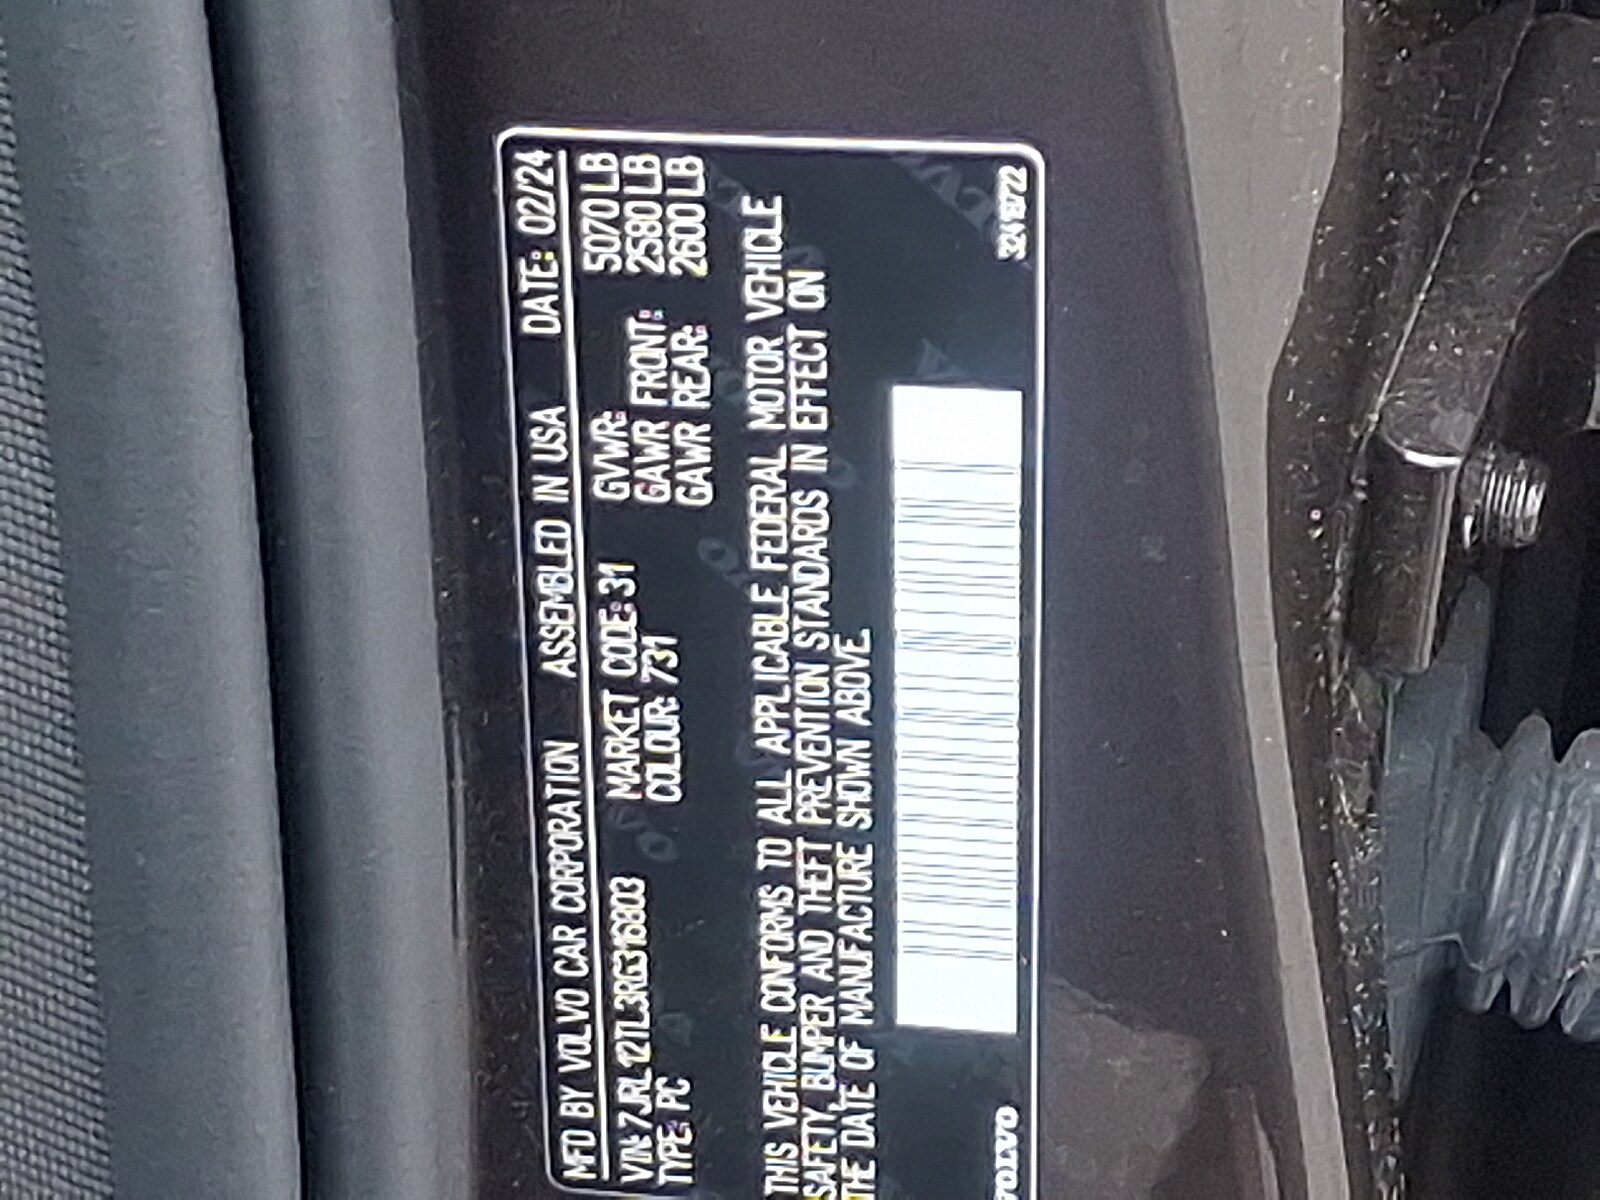 MFD BY VOLVO CAR CORPORATION ASSEMBLED IN USA DATE: 02/24
VIN: 7JRL12TL3RG316803 MARKET CODE: 31 GVWR: 5070 LB
TYPE: PC COLOUR: 731 GAWR FRONT: 2580 LB
GAWR REAR: 2600 LB
THIS VEHICLE CONFORMS TO ALL APPLICABLE FEDERAL MOTOR VEHICLE
SAFETY, BUMPER AND THEFT PREVENTION STANDARDS IN EFFECT ON
THE DATE OF MANUFACTURE SHOWN ABOVE.
VOLVO